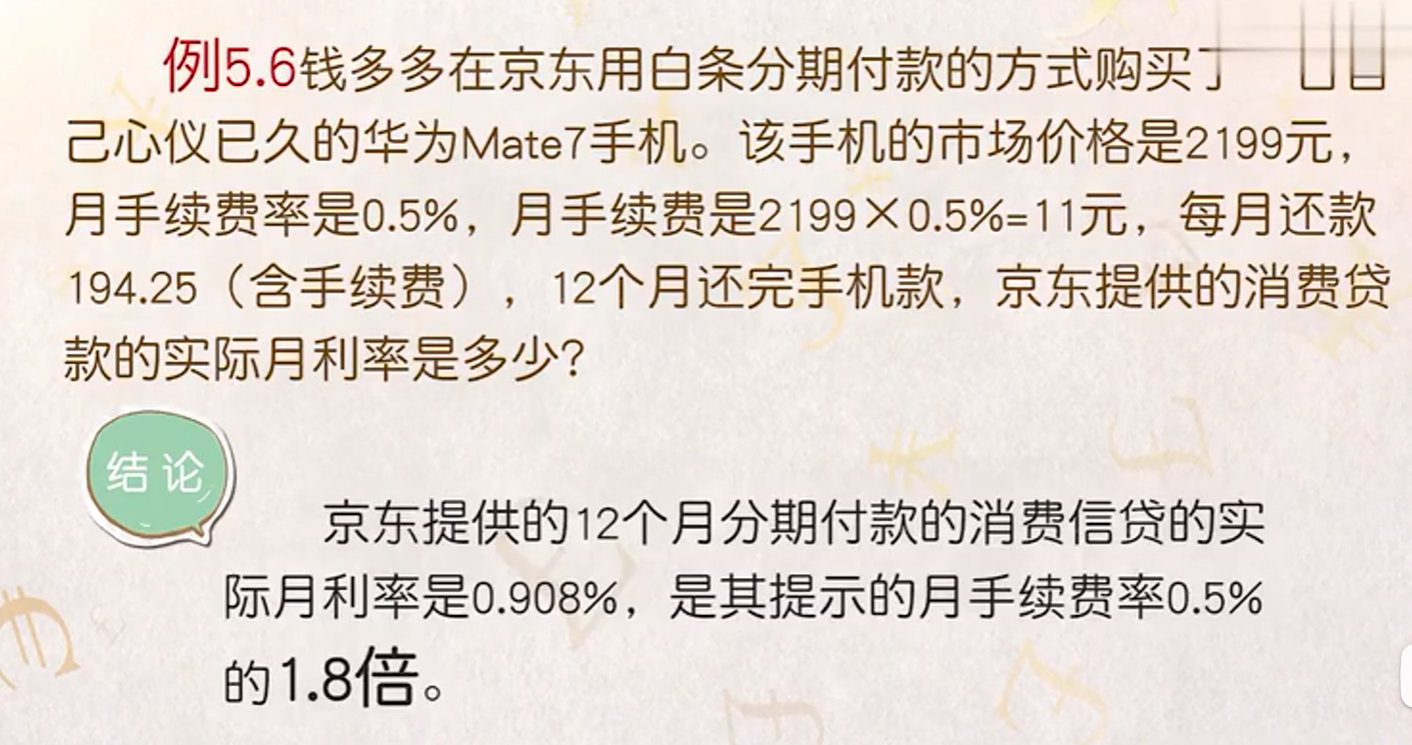 例5.6钱多多在京东用白条分期付款的方式购买了
己心仪已久的华为Mate7手机。该手机的市场价格是2199元，
月手续费率是0.5%，月手续费是2199×0.5%=11元，每月还款
194.25（含手续费），12个月还完手机款，京东提供的消费贷
款的实际月利率是多少？
结论
京东提供的12个月分期付款的消费信贷的实
际月利率是0.908%，是其提示的月手续费率0.5%
的1.8倍。